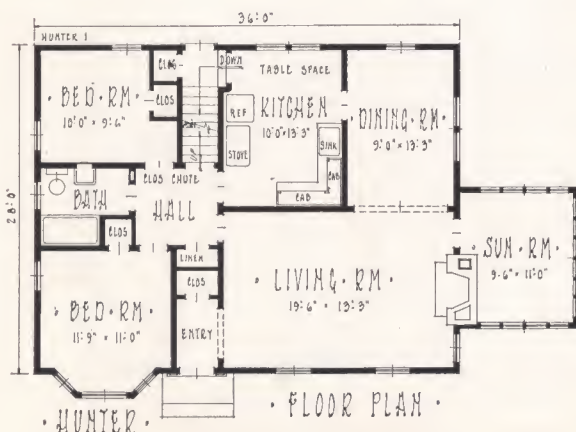 36'-0"
HUNTER 1
28'-0"
CLOS
DOWN
TABLE SPACE
BED-RM
10'0" × 9'-6"
CLOS
REF
KITCHEN
10'0" × 13'3"
DINING-RM
9'0" × 13'3"
UP
STOVE
SINK
CAB
CAB
CLOS CHUTE
BATH
HALL
CLOS
LINEN
CLOS
SUN-RM
9'-6" × 11'0"
LIVING-RM
19'-6" × 13'3"
BED-RM
11'-9" × 11'-0"
ENTRY
HUNTER
FLOOR PLAN